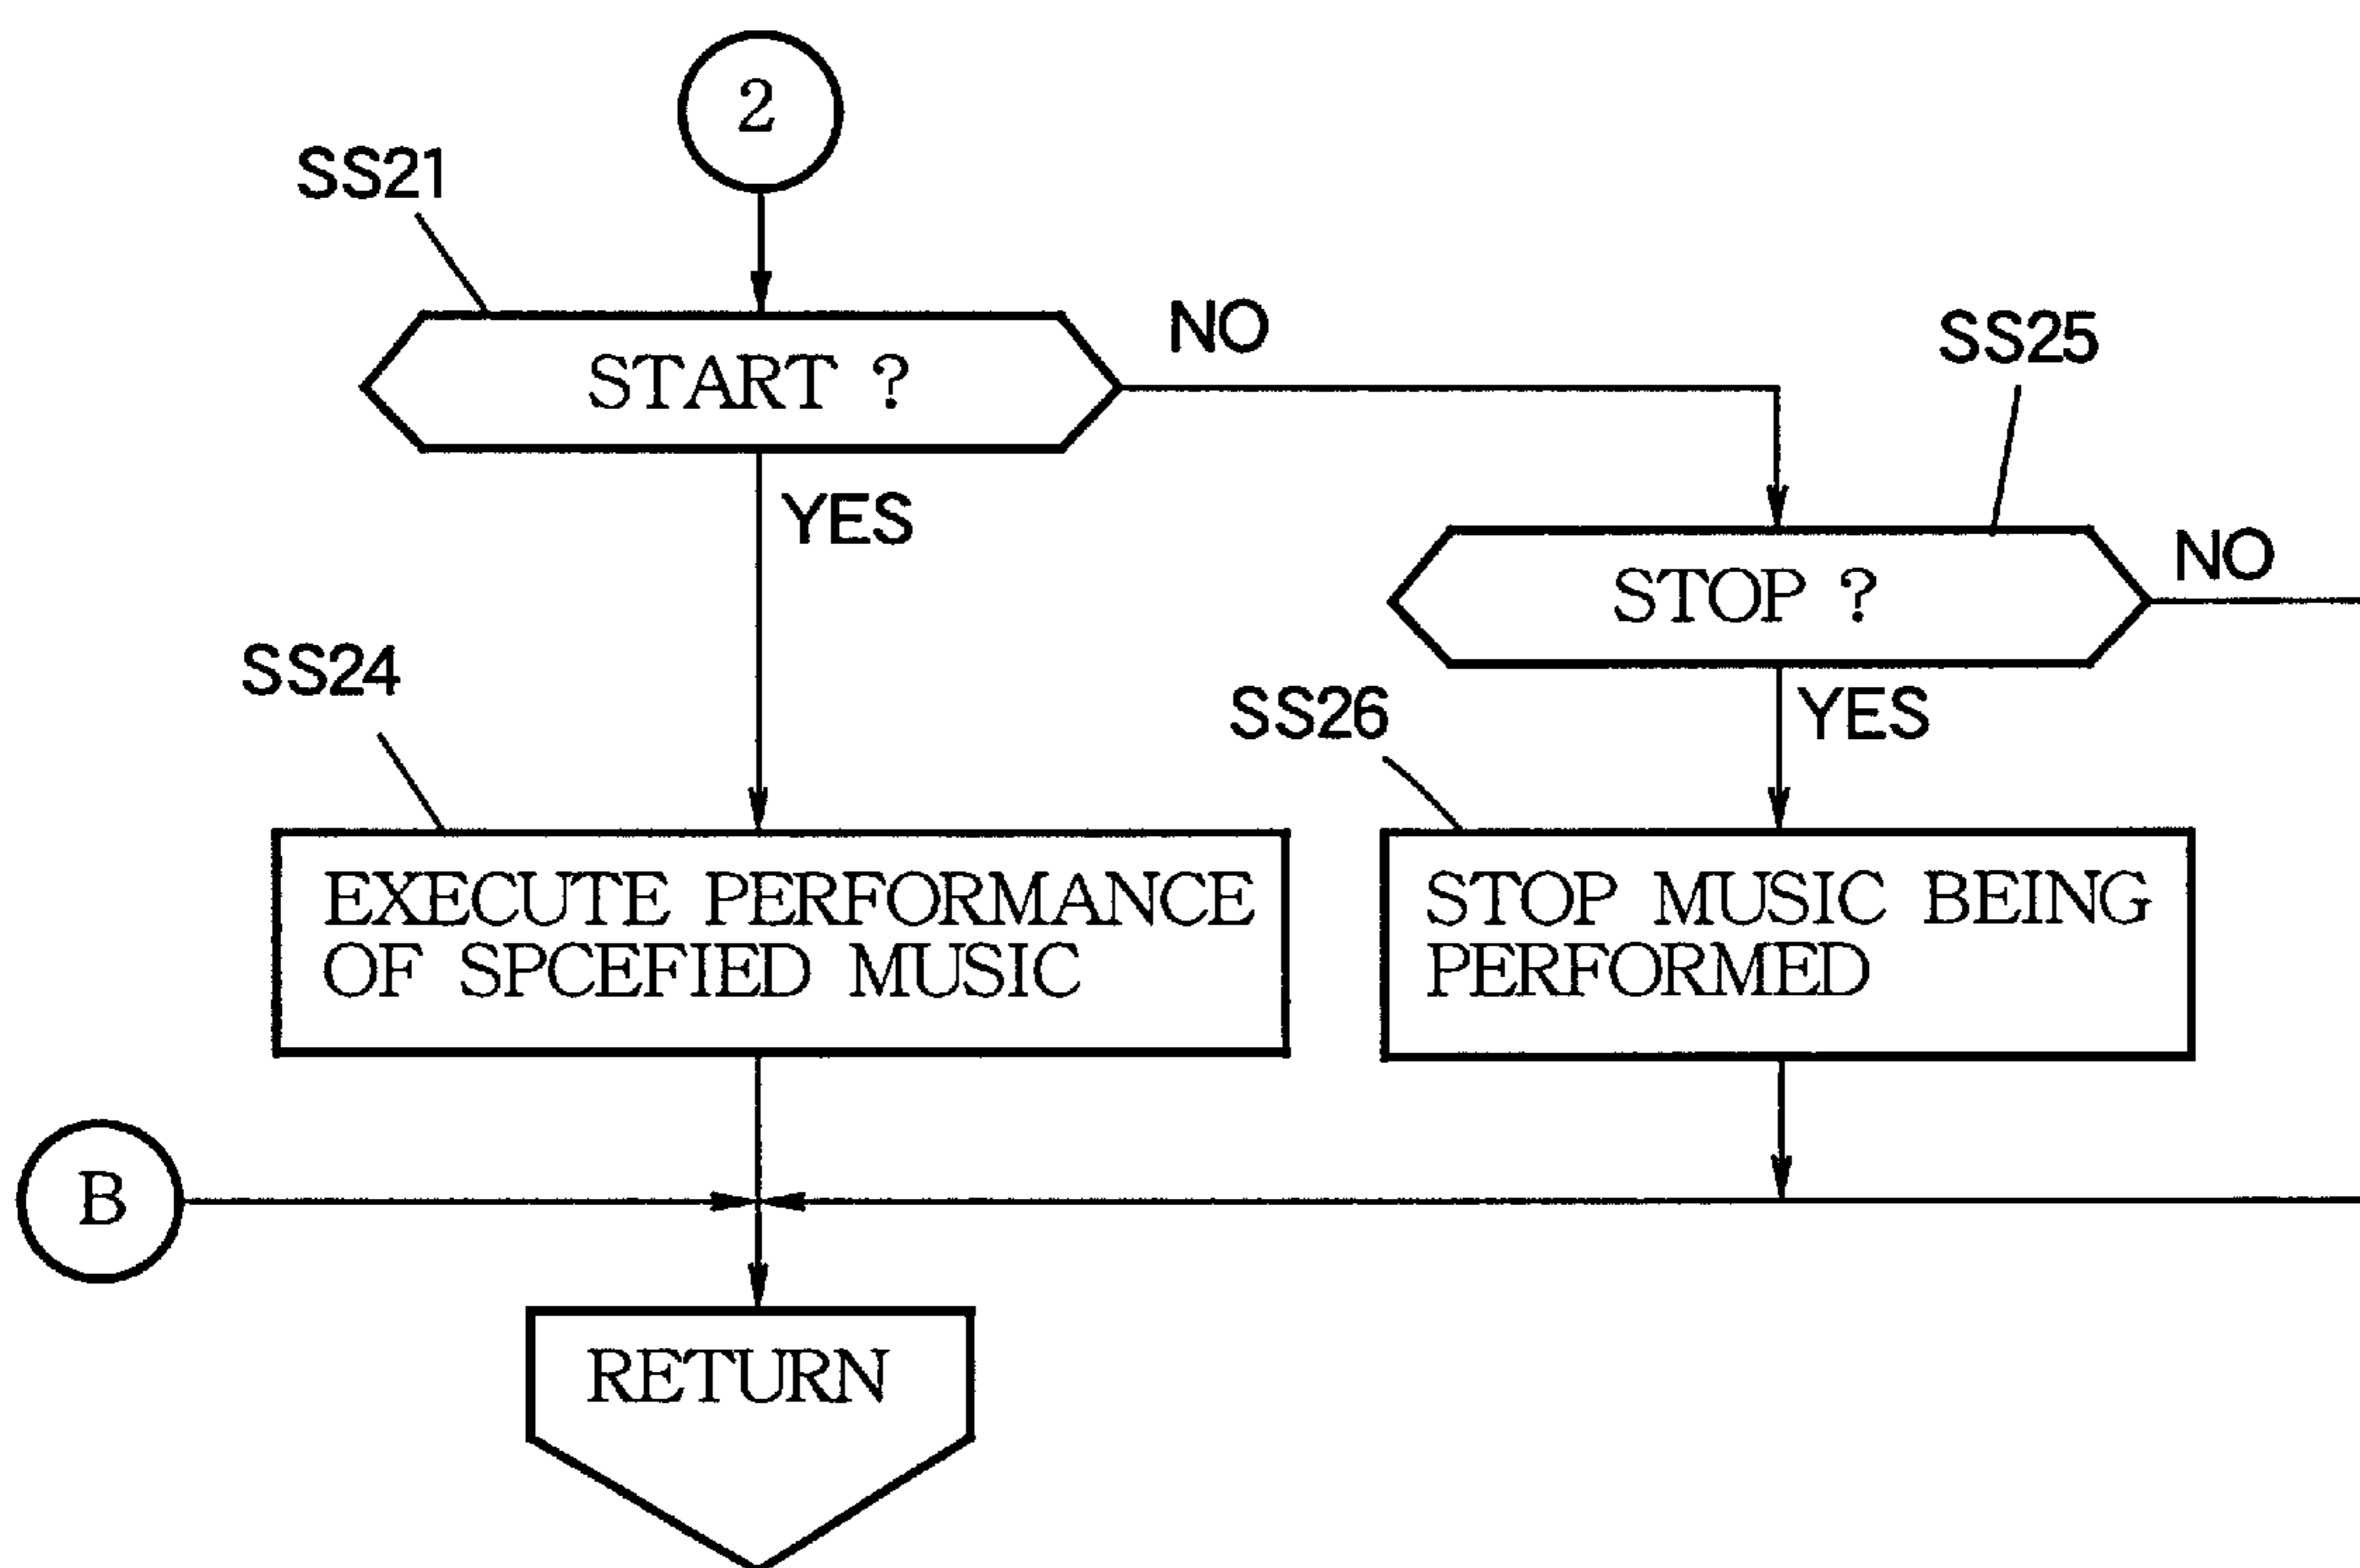 2
SS21
START ?
NO
SS25
YES
STOP ?
NO
SS24
SS26
YES
EXECUTE PERFORMANCE
OF SPCEFIED MUSIC
STOP MUSIC BEING
PERFORMED
B
RETURN